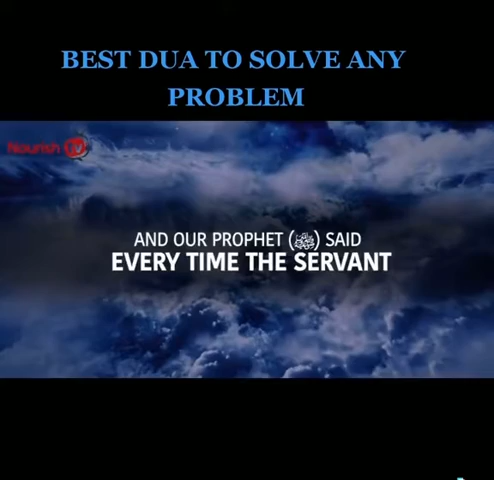 BEST DUA TO SOLVE ANY
PROBLEM
Nourish TV
AND OUR PROPHET (ﷺ) SAID
EVERY TIME THE SERVANT